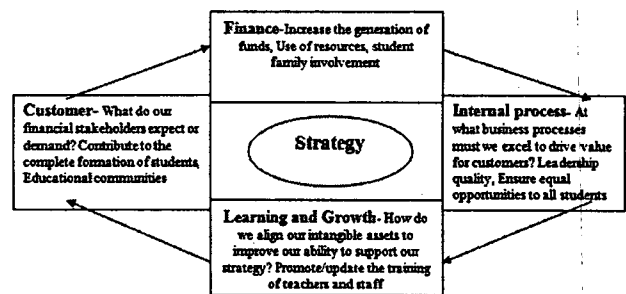 Finance- Increase the generation of
funds, Use of resources, student
family involvement
Customer- What do our
financial stakeholders expect or
demand? Contribute to the
complete formation of students,
Educational communities
Strategy
Internal process- At
what business processes
must we excel to drive value
for customers? Leadership
quality, Ensure equal
opportunities to all students
Learning and Growth- How do
we align our intangible assets to
improve our ability to support our
strategy? Promote/update the training
of teachers and staff